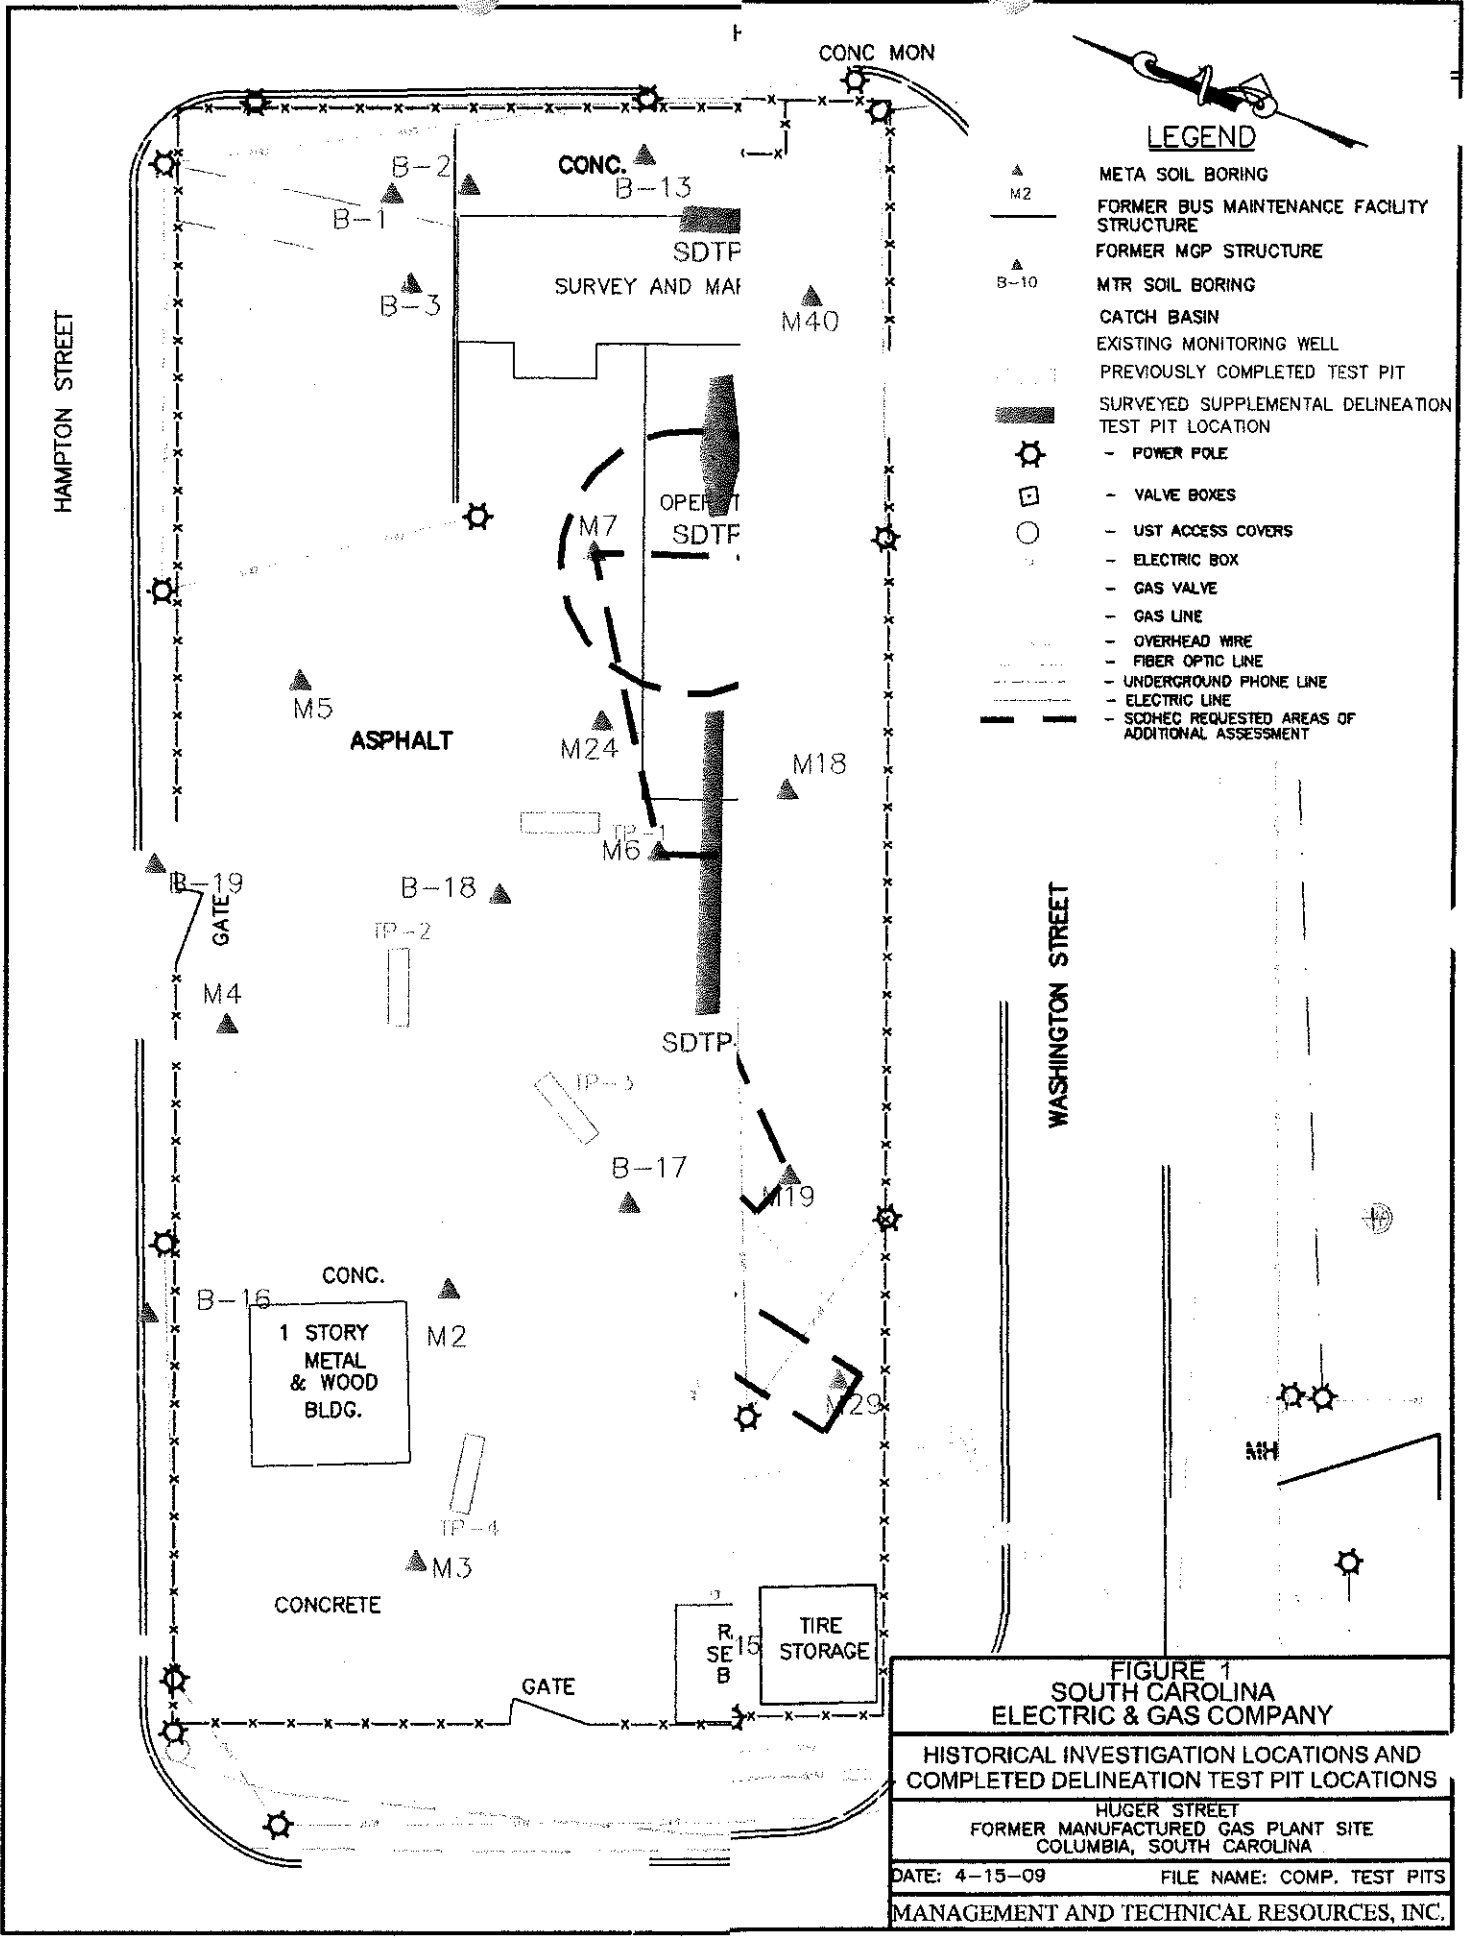 CONC MON
LEGEND
META SOIL BORING
M2
FORMER BUS MAINTENANCE FACILITY
STRUCTURE
FORMER MGP STRUCTURE
B-10
MTR SOIL BORING
CATCH BASIN
EXISTING MONITORING WELL
PREVIOUSLY COMPLETED TEST PIT
SURVEYED SUPPLEMENTAL DELINEATION
TEST PIT LOCATION
- POWER POLE
- VALVE BOXES
- UST ACCESS COVERS
- ELECTRIC BOX
- GAS VALVE
- GAS LINE
- OVERHEAD WIRE
- FIBER OPTIC LINE
- UNDERGROUND PHONE LINE
- ELECTRIC LINE
- SCDHEC REQUESTED AREAS OF
ADDITIONAL ASSESSMENT
HAMPTON STREET
B-2
CONC.
B-13
B-1
SDTP
SURVEY AND MA
B-3
M40
M7
SDTP
M5
ASPHALT
M24
M18
TP-1
M6
B-19
B-18
GATE
TP-2
M4
SDTP-
TP-3
WASHINGTON STREET
B-17
M19
CONC.
B-16
M2
1 STORY
METAL
& WOOD
BLDG.
M29
MH
TP-4
M3
CONCRETE
R
SE
B
15
TIRE
STORAGE
GATE
FIGURE 1
SOUTH CAROLINA
ELECTRIC & GAS COMPANY
HISTORICAL INVESTIGATION LOCATIONS AND
COMPLETED DELINEATION TEST PIT LOCATIONS
HUGER STREET
FORMER MANUFACTURED GAS PLANT SITE
COLUMBIA, SOUTH CAROLINA
DATE: 4-15-09
FILE NAME: COMP. TEST PITS
MANAGEMENT AND TECHNICAL RESOURCES, INC.